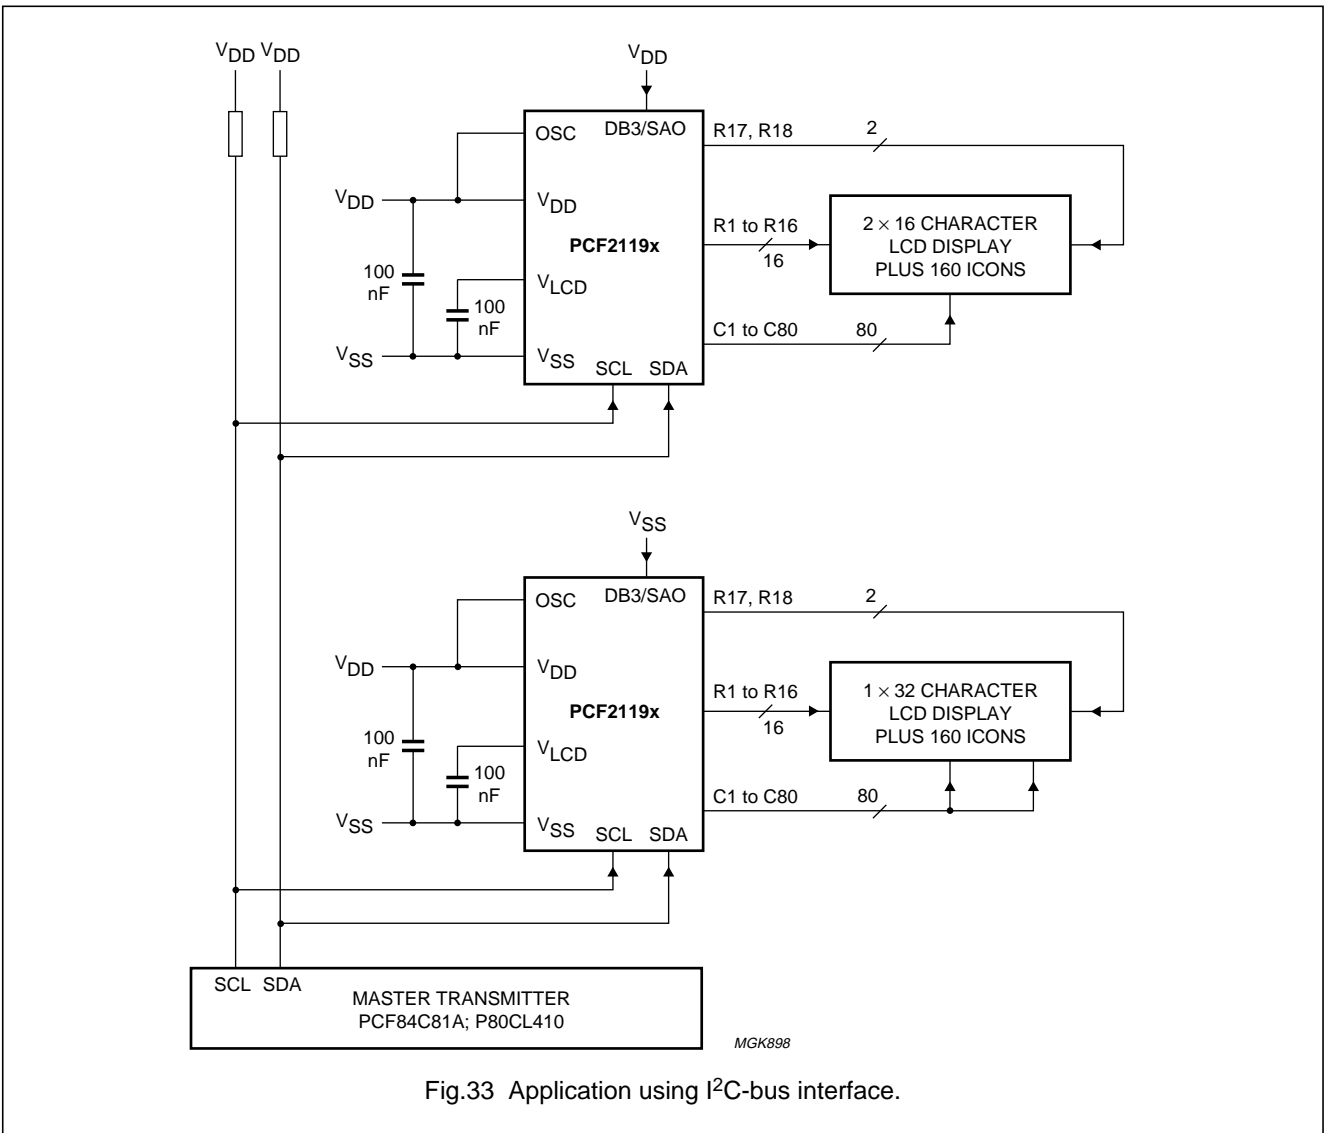 VDD VDD
VDD
OSC
DB3/SAO
R17, R18
2
VDD
VDD
PCF2119x
R1 to R16
16
2 × 16 CHARACTER
LCD DISPLAY
PLUS 160 ICONS
100
nF
VLCD
100
nF
C1 to C80
80
VSS
VSS
SCL SDA
VSS
OSC
DB3/SAO
R17, R18
2
VDD
VDD
PCF2119x
R1 to R16
16
1 × 32 CHARACTER
LCD DISPLAY
PLUS 160 ICONS
100
nF
VLCD
100
nF
C1 to C80
80
VSS
VSS
SCL SDA
SCL SDA
MASTER TRANSMITTER
PCF84C81A; P80CL410
MGK898
Fig.33 Application using I²C-bus interface.